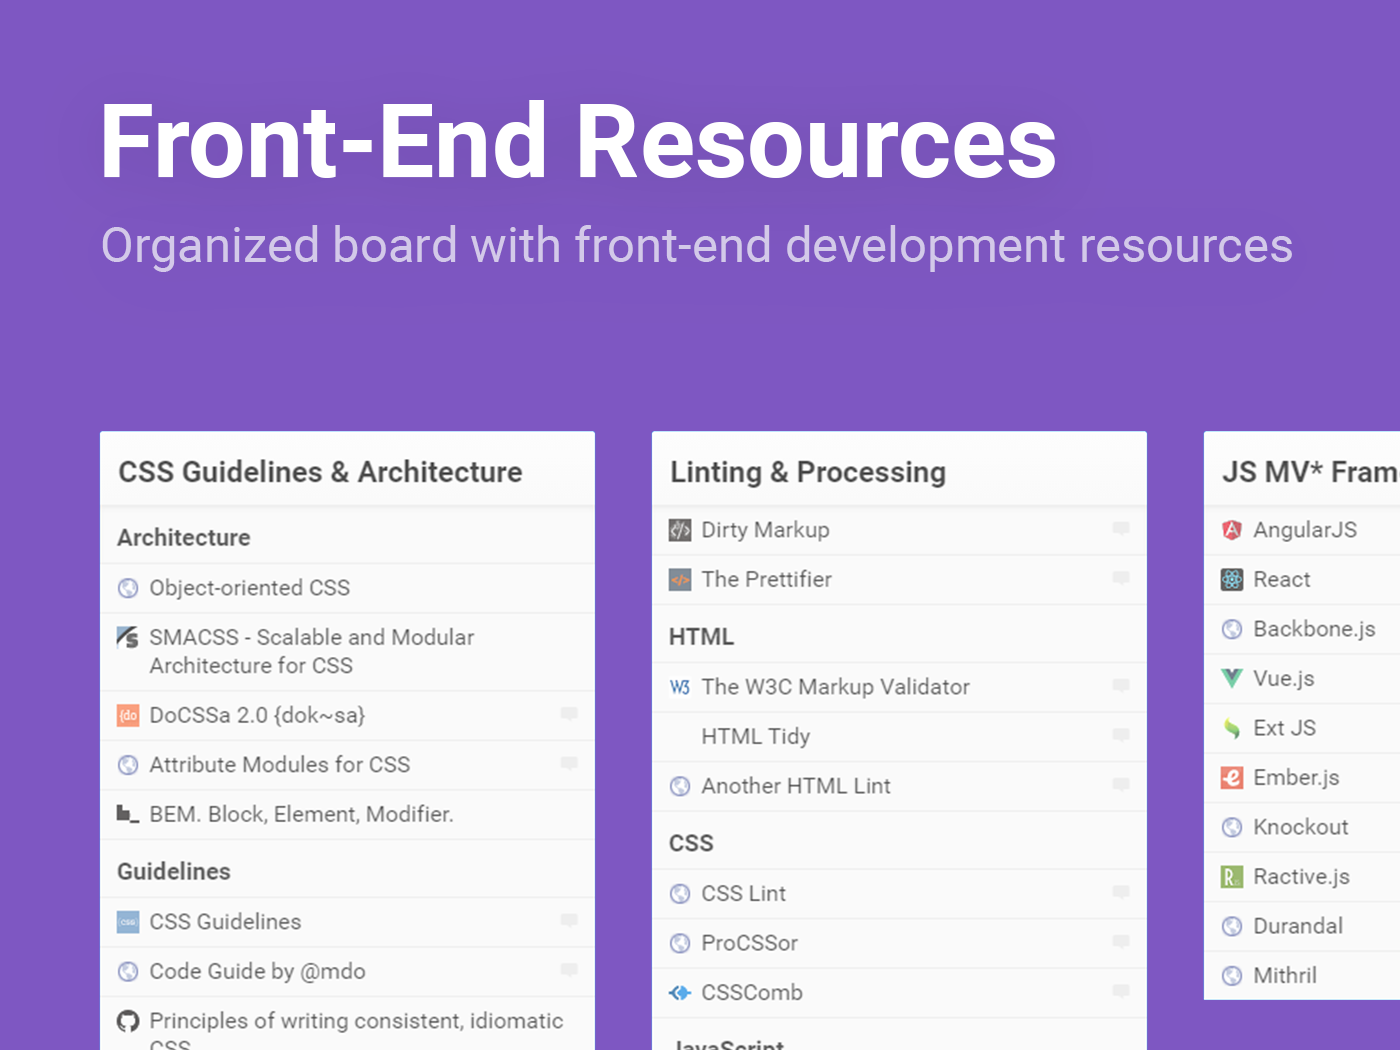 Front-End Resources
Organized board with front-end development resources
CSS Guidelines & Architecture
Architecture
Object-oriented CSS
SMACSS - Scalable and Modular
Architecture for CSS
{do
DoCSSa 2.0 {dok~sa}
Attribute Modules for CSS
BEM. Block, Element, Modifier.
Guidelines
CSS Guidelines
Code Guide by @mdo
Principles of writing consistent, idiomatic
CSS
Linting & Processing
Dirty Markup
The Prettifier
HTML
W3 The W3C Markup Validator
HTML Tidy
Another HTML Lint
CSS
CSS Lint
ProCSSor
CSSComb
JavaScript
JS MV* Fram
AngularJS
React
Backbone.js
Vue.js
Ext JS
Ember.js
Knockout
Ractive.js
Durandal
Mithril